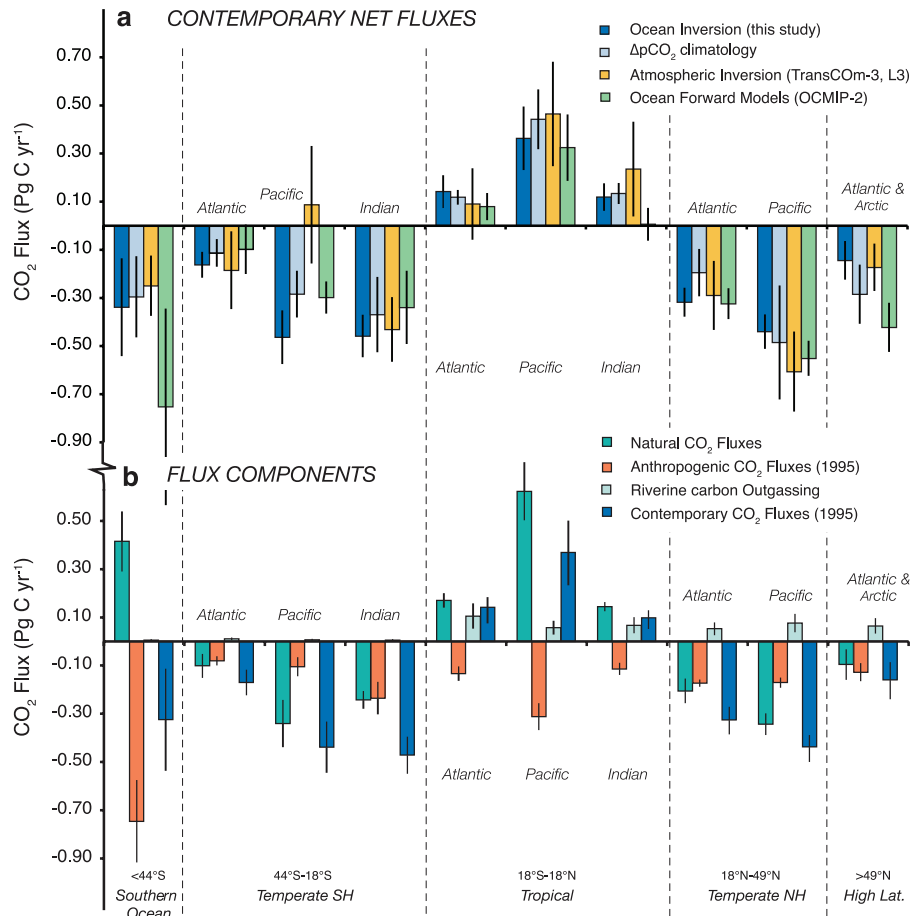 a CONTEMPORARY NET FLUXES
Ocean Inversion (this study)
ΔpCO2 climatology
Atmospheric Inversion (TransCOm-3, L3)
Ocean Forward Models (OCMIP-2)
CO2 Flux (Pg C yr-1)
0.70
0.50
0.30
0.10
-0.10
-0.30
-0.50
-0.70
-0.90
Atlantic
Pacific
Indian
Atlantic
Pacific
Indian
Atlantic
Pacific
Atlantic &
Arctic
b FLUX COMPONENTS
Natural CO2 Fluxes
Anthropogenic CO2 Fluxes (1995)
Riverine carbon Outgassing
Contemporary CO2 Fluxes (1995)
CO2 Flux (Pg C yr-1)
0.50
0.30
0.10
-0.10
-0.30
-0.50
-0.70
-0.90
Atlantic
Pacific
Indian
Atlantic
Pacific
Indian
Atlantic
Pacific
Atlantic &
Arctic
<44°S
Southern
Ocean
44°S-18°S
Temperate SH
18°S-18°N
Tropical
18°N-49°N
Temperate NH
>49°N
High Lat.